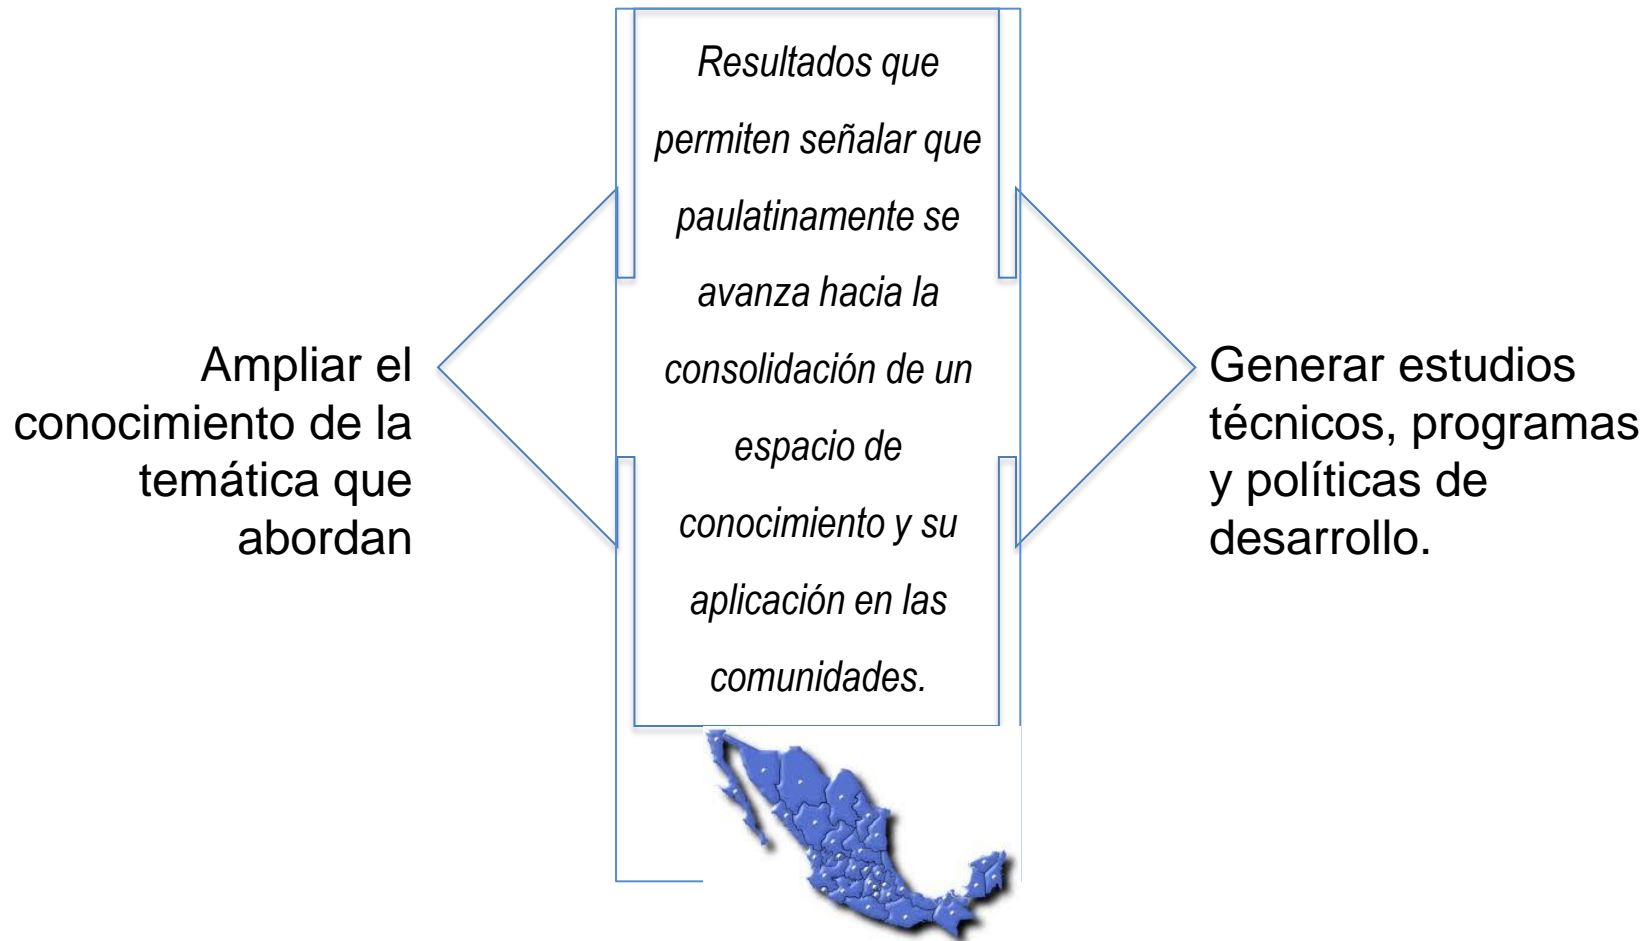 Ampliar el
conocimiento de la
temática que
abordan
Resultados que
permiten señalar que
paulatinamente se
avanza hacia la
consolidación de un
espacio de
conocimiento y su
aplicación en las
comunidades.
Generar estudios
técnicos, programas
y políticas de
desarrollo.